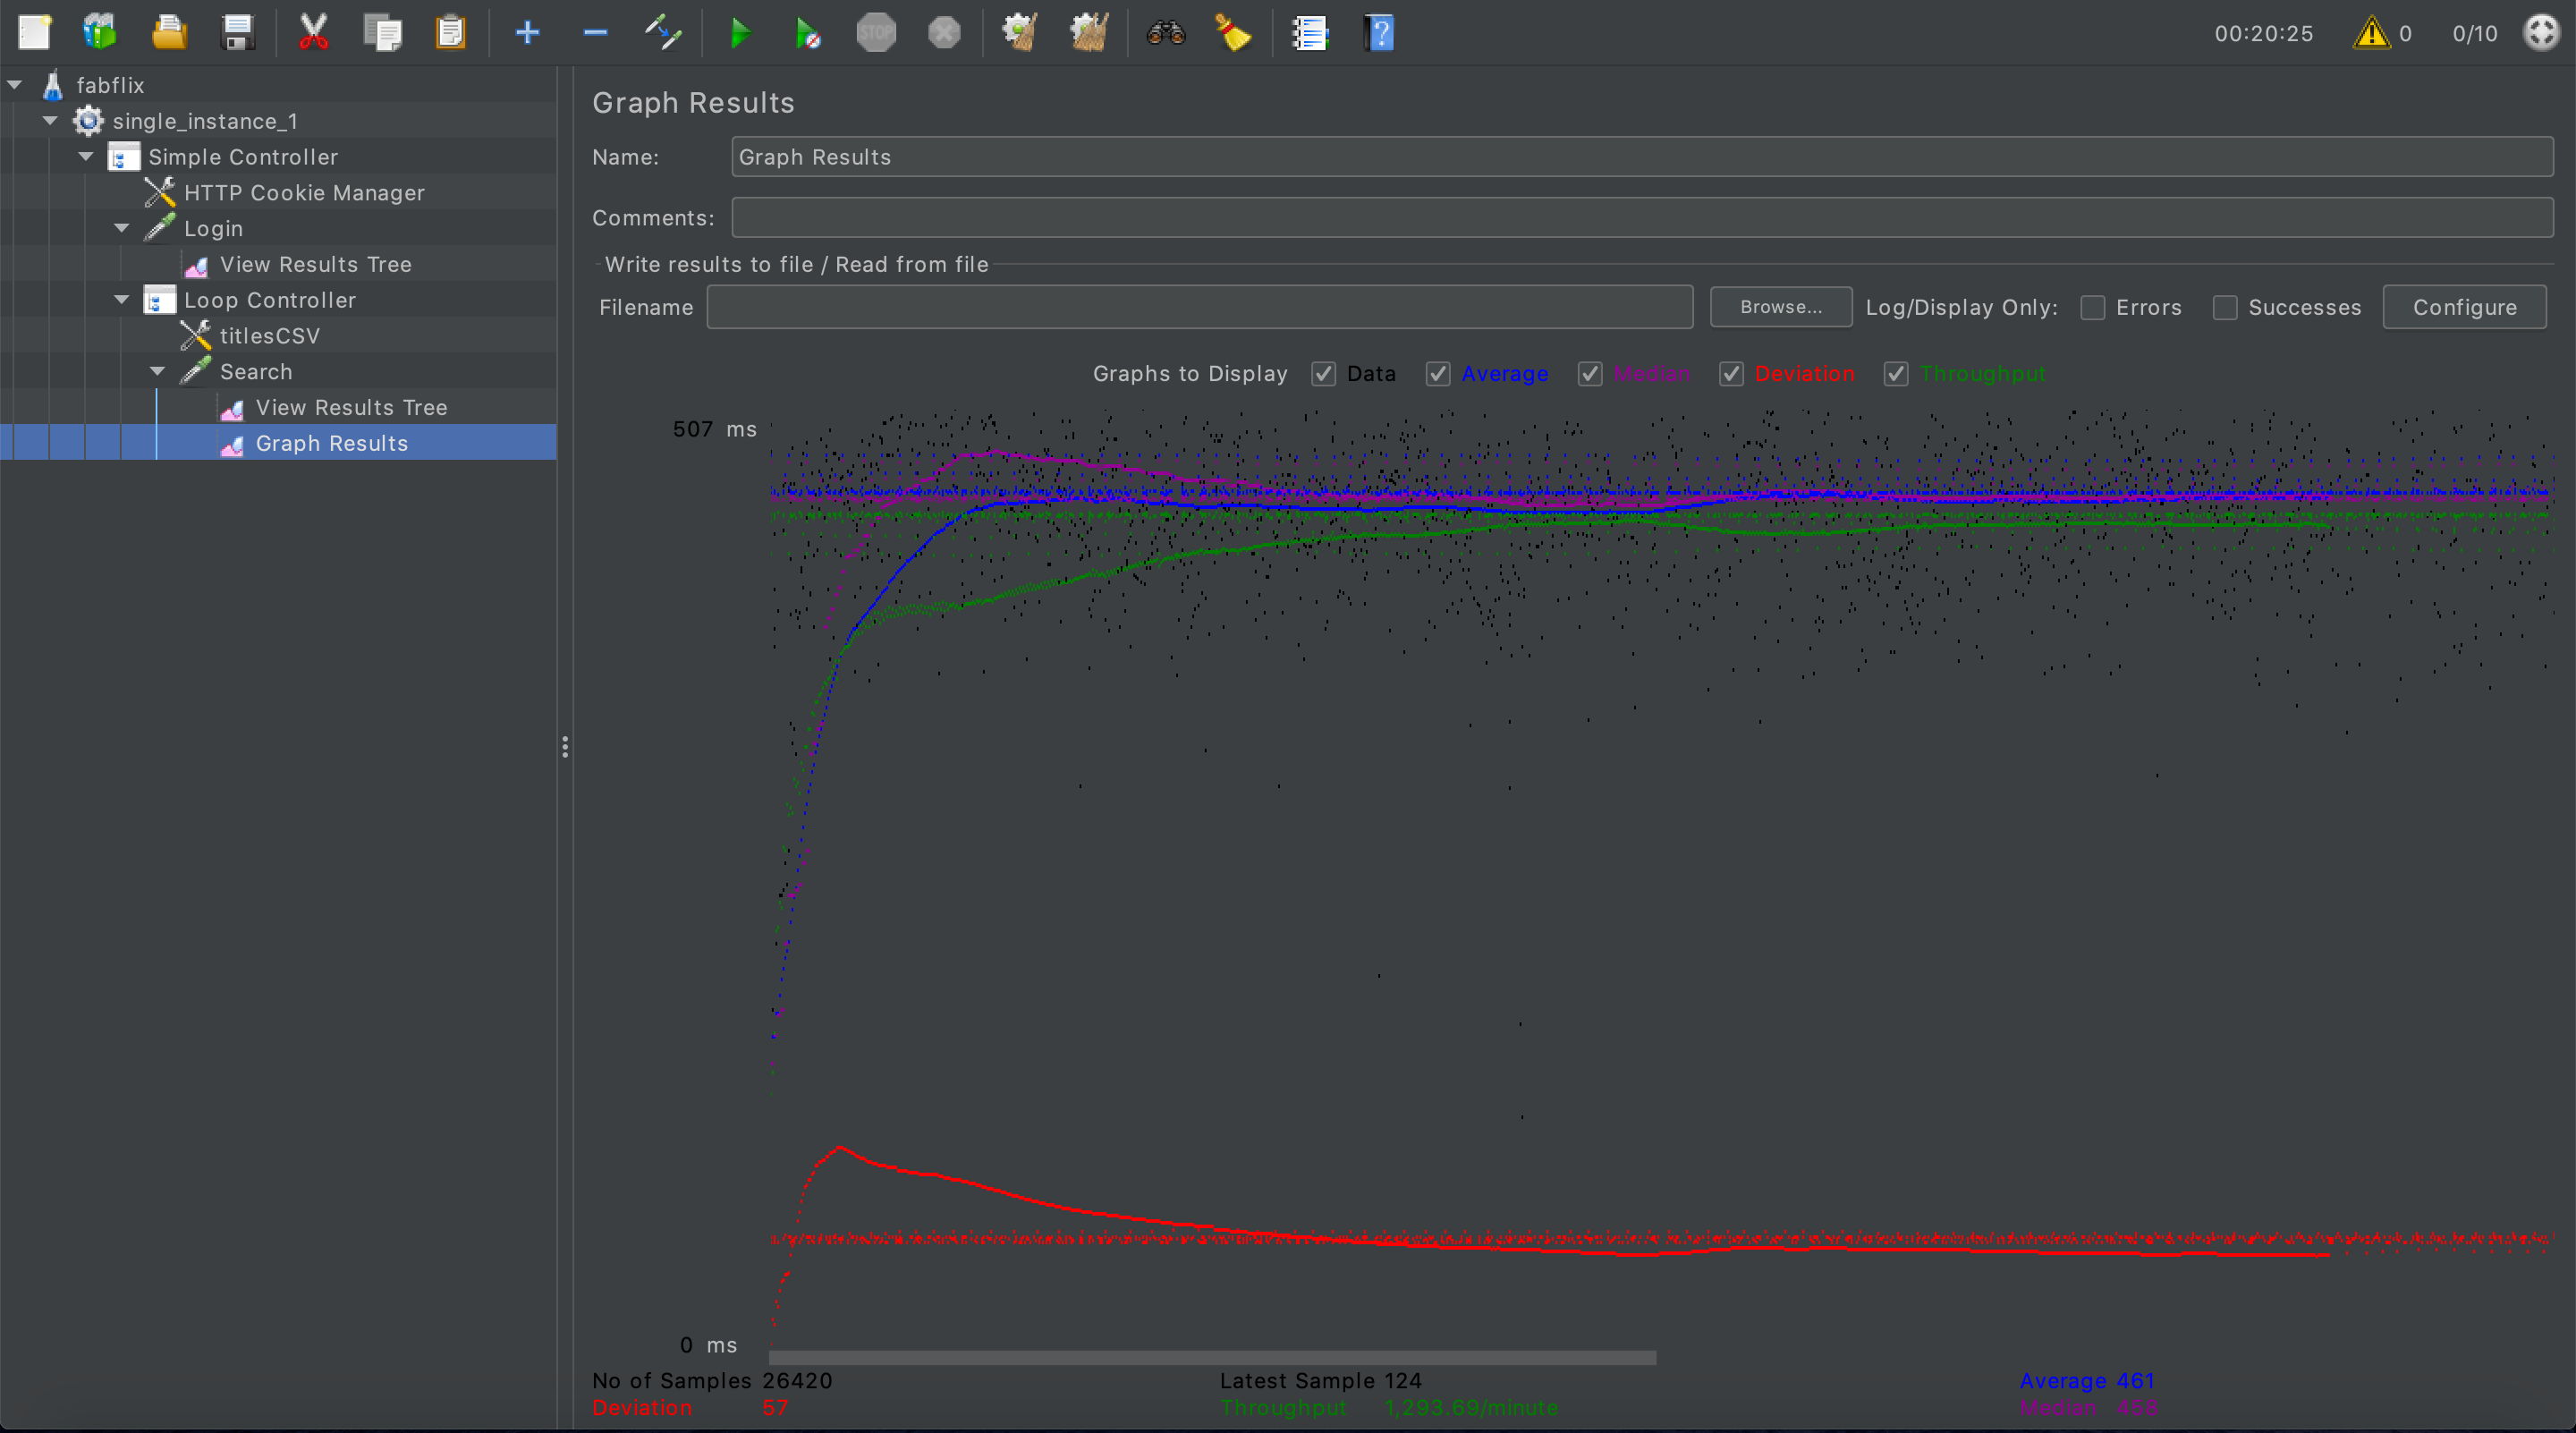 00:20:25 0 0/10
fabflix
single_instance_1
Simple Controller
HTTP Cookie Manager
Login
View Results Tree
Loop Controller
titlesCSV
Search
View Results Tree
Graph Results
Graph Results
Name: Graph Results
Comments:
Write results to file / Read from file
Filename Browse... Log/Display Only: Errors Successes Configure
Graphs to Display Data Average Median Deviation Throughput
507 ms
0 ms
No of Samples 26420 Latest Sample 124 Average 461
Deviation 57 Throughput 1,293.69/minute Median 458
STOP
?